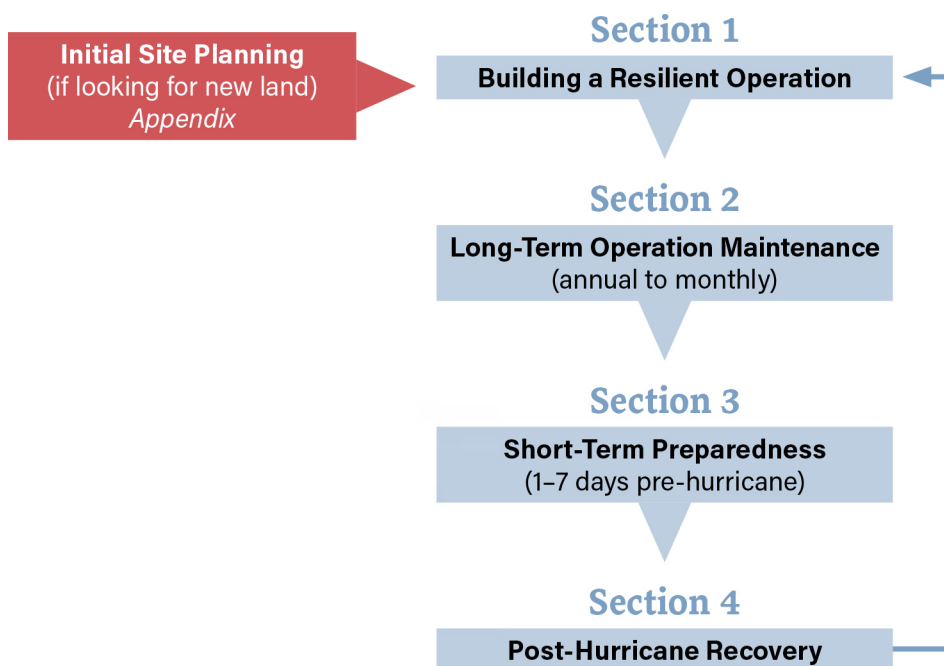 Initial Site Planning
(if looking for new land)
Appendix
Section 1
Building a Resilient Operation
Section 2
Long-Term Operation Maintenance
(annual to monthly)
Section 3
Short-Term Preparedness
(1–7 days pre-hurricane)
Section 4
Post-Hurricane Recovery